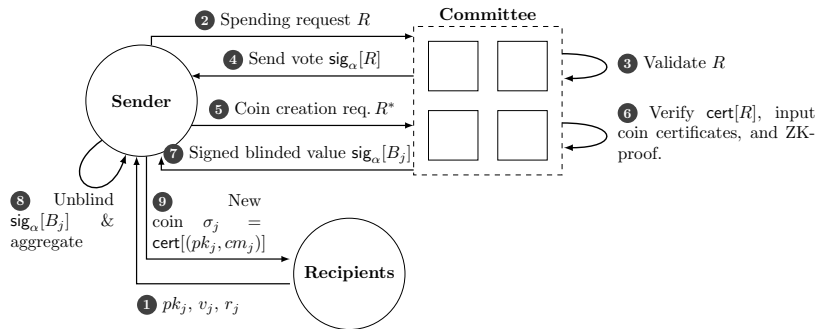 Committee
2 Spending request R
4 Send vote sig_α[R]
3 Validate R
Sender
5 Coin creation req. R*
6 Verify cert[R], input
coin certificates, and ZK-
proof.
7 Signed blinded value sig_α[B_j]
8 Unblind
sig_α[B_j] &
aggregate
9 New
coin σ_j =
cert[(pk_j, cm_j)]
Recipients
1 pk_j, v_j, r_j